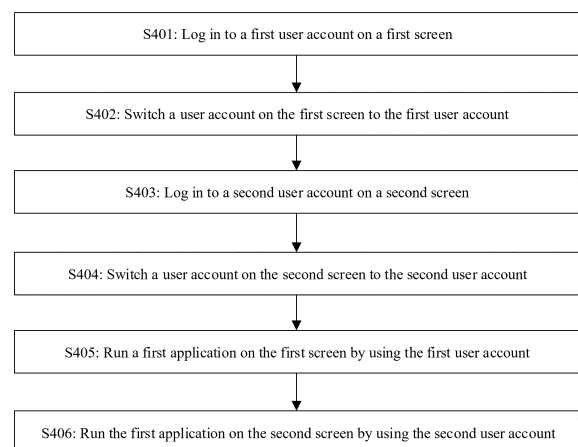 S401: Log in to a first user account on a first screen
S402: Switch a user account on the first screen to the first user account
S403: Log in to a second user account on a second screen
S404: Switch a user account on the second screen to the second user account
S405: Run a first application on the first screen by using the first user account
S406: Run the first application on the second screen by using the second user account